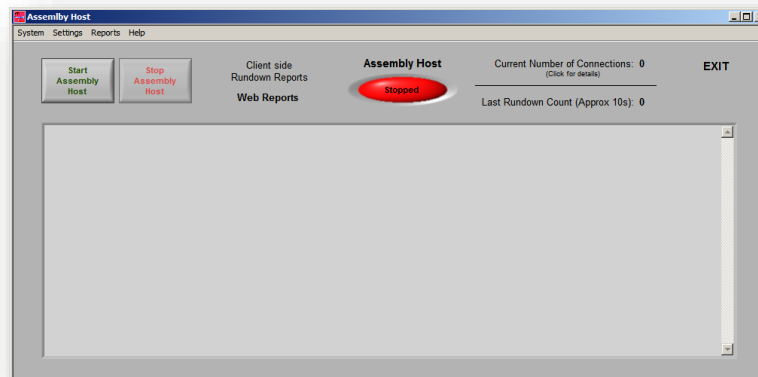 Assemlby Host
System Settings Reports Help
Start
Assembly
Host
Stop
Assembly
Host
Client side
Rundown Reports
Web Reports
Assembly Host
Stopped
Current Number of Connections: 0
(Click for details)
Last Rundown Count (Approx 10s): 0
EXIT